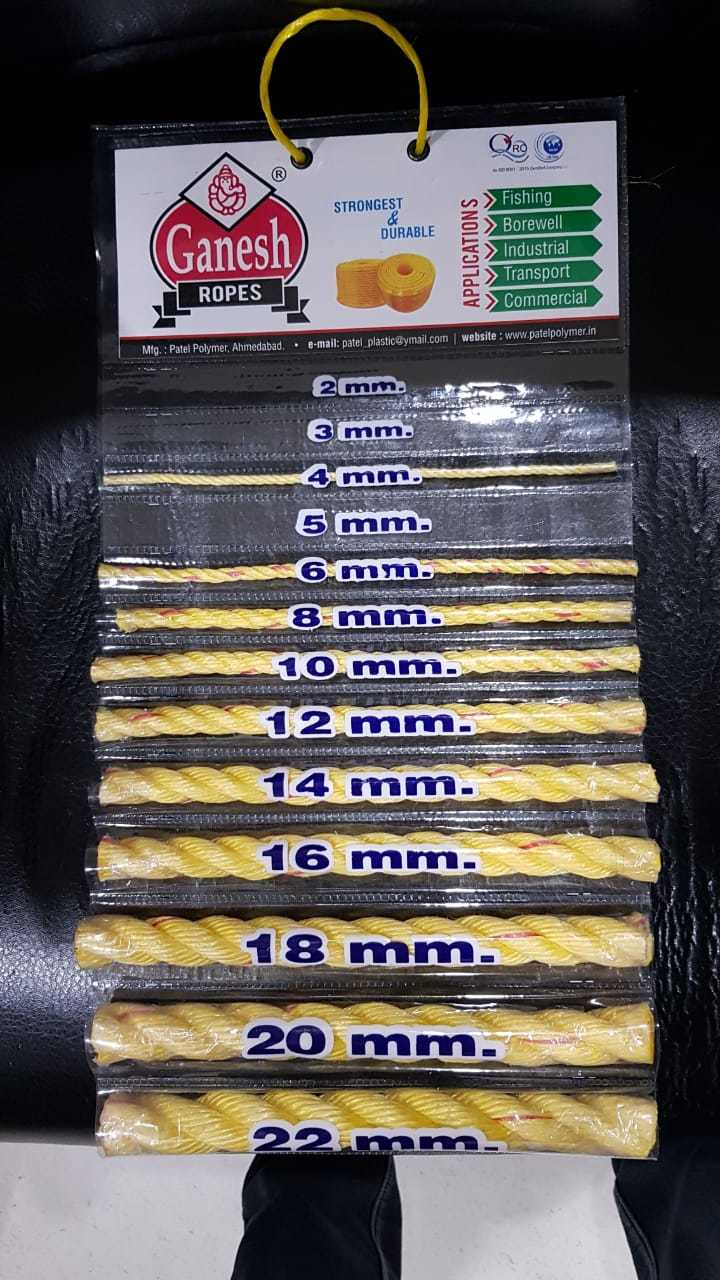 ®
Ganesh
ROPES
STRONGEST
&
DURABLE
QRC
APPLICATIONS
Fishing
Borewell
Industrial
Transport
Commercial
Mfg. : Patel Polymer, Ahmedabad. • e-mail: patel_plastic@ymail.com | website : www.patelpolymer.in
2 mm.
3 mm.
4 mm.
5 mm.
6 mm.
8 mm.
10 mm.
12 mm.
14 mm.
16 mm.
18 mm.
20 mm.
22 mm.